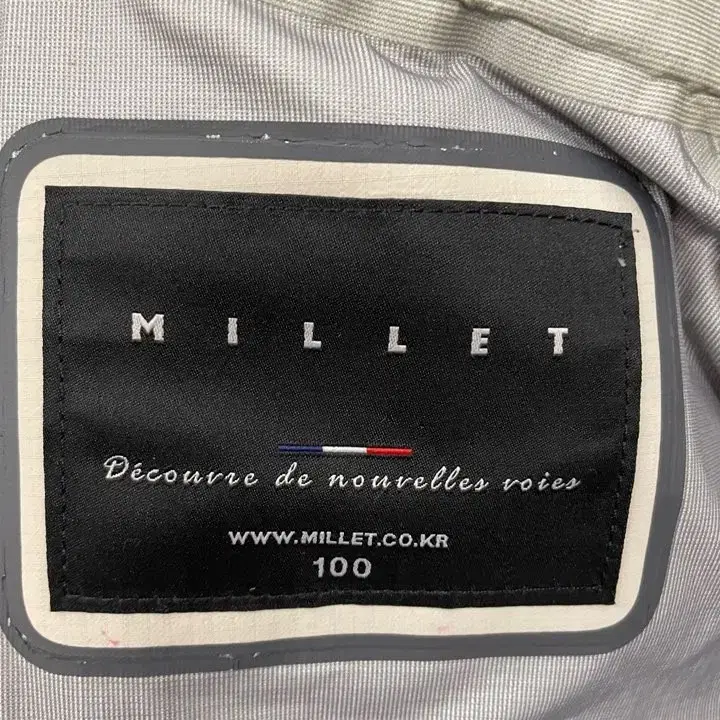 MILLET
Découvre de nouvelles voies
WWW.MILLET.CO.KR
100